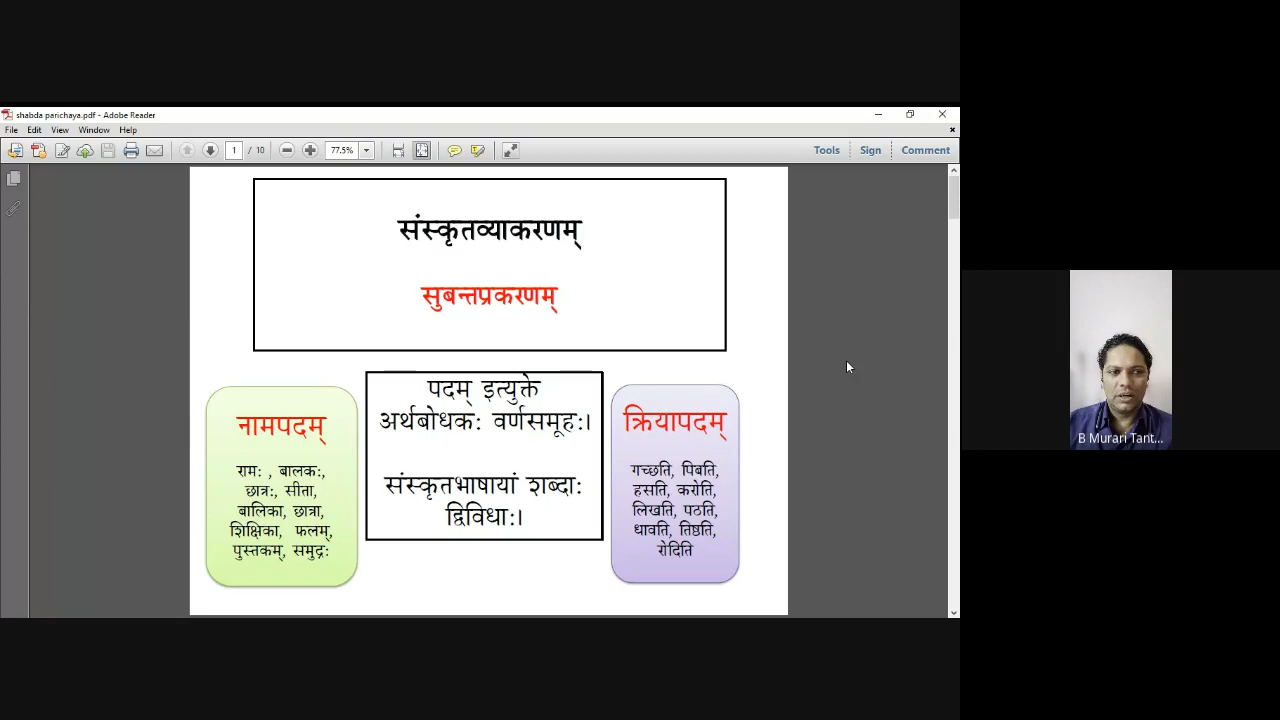 shabda parichaya.pdf - Adobe Reader
File Edit View Window Help
1 / 10 77.5% Tools Sign Comment
संस्कृतव्याकरणम्
सुबन्तप्रकरणम्
नामपदम्
रामः , बालकः,
छात्रः, सीता,
बालिका, छात्रा,
शिक्षिका, फलम्,
पुस्तकम्, समुद्रः
पदम् इत्युक्ते
अर्थबोधकः वर्णसमूहः।
संस्कृतभाषायां शब्दाः
द्विविधाः।
क्रियापदम्
गच्छति, पिबति,
हसति, करोति,
लिखति, पठति,
धावति, तिष्ठति,
रोदिति
B Murari Tant...